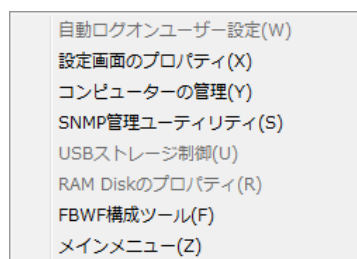 自動ログオンユーザー設定(W)
設定画面のプロパティ(X)
コンピューターの管理(Y)
SNMP管理ユーティリティ(S)
USBストレージ制御(U)
RAM Diskのプロパティ(R)
FBWF構成ツール(F)
メインメニュー(Z)